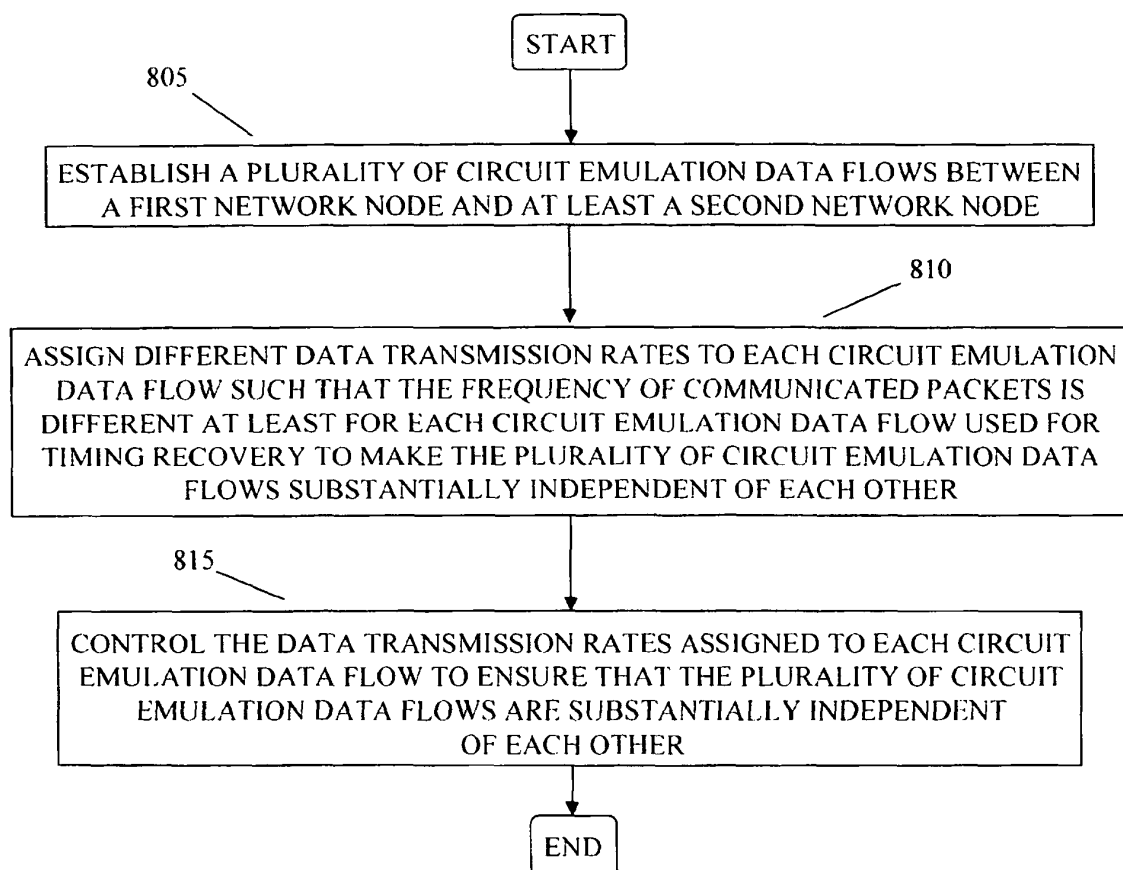 START
805
ESTABLISH A PLURALITY OF CIRCUIT EMULATION DATA FLOWS BETWEEN
A FIRST NETWORK NODE AND AT LEAST A SECOND NETWORK NODE
810
ASSIGN DIFFERENT DATA TRANSMISSION RATES TO EACH CIRCUIT EMULATION
DATA FLOW SUCH THAT THE FREQUENCY OF COMMUNICATED PACKETS IS
DIFFERENT AT LEAST FOR EACH CIRCUIT EMULATION DATA FLOW USED FOR
TIMING RECOVERY TO MAKE THE PLURALITY OF CIRCUIT EMULATION DATA
FLOWS SUBSTANTIALLY INDEPENDENT OF EACH OTHER
815
CONTROL THE DATA TRANSMISSION RATES ASSIGNED TO EACH CIRCUIT
EMULATION DATA FLOW TO ENSURE THAT THE PLURALITY OF CIRCUIT
EMULATION DATA FLOWS ARE SUBSTANTIALLY INDEPENDENT
OF EACH OTHER
END